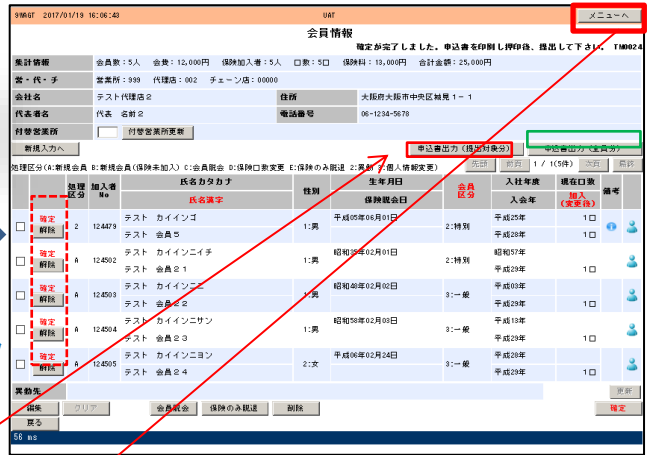 9WAGT 2017/01/19 16:06:43 UAT メニューへ
会員情報
確定が完了しました。申込書を印刷し押印後、提出して下さい。 TM0024
集計情報 会員数：5人 会費：12,000円 保険加入者：5人 口数：5口 保険料：13,000円 合計金額：25,000円
営・代・チ 営業所：999 代理店：002 チェーン店：00000
会社名 テスト代理店２ 住所 大阪府大阪市中央区城見１－１
代表者名 代表 名前２ 電話番号 06-1234-5678
付替営業所 付替営業所更新
新規入力へ 申込書出力（提出対象分） 申込書出力（全員分）
処理区分(A:新規会員 B:新規会員(保険未加入) C:会員脱会 D:保険口数変更 E:保険のみ脱退 2:異動 3:個人情報変更) 先頭 前頁 1 / 1(5件) 次頁 最終
処理区分 加入者No 氏名カタカナ 性別 生年月日 会員区分 入社年度 現在口数 備考
氏名漢字 保険脱会日 入会年 加入(変更後)
確定 テスト カイインゴ 平成05年06月01日 平成25年 1口
解除 2 124479 テスト 会員５ 1:男 2:特別 平成28年 1口
確定 テスト カイインニイチ 昭和35年02月01日 昭和57年
解除 A 124502 テスト 会員２１ 1:男 2:特別 平成29年 1口
確定 テスト カイインニニ 昭和40年02月02日 平成03年
解除 A 124503 テスト 会員２２ 1:男 3:一般 平成29年 1口
確定 テスト カイインニサン 昭和58年02月03日 平成13年
解除 A 124504 テスト 会員２３ 1:男 3:一般 平成29年 1口
確定 テスト カイインニヨン 平成06年02月24日 平成28年
解除 A 124505 テスト 会員２４ 2:女 3:一般 平成29年 1口
異動先 更新
編集 クリア 会員脱会 保険のみ脱退 削除 確定
戻る
56 ms